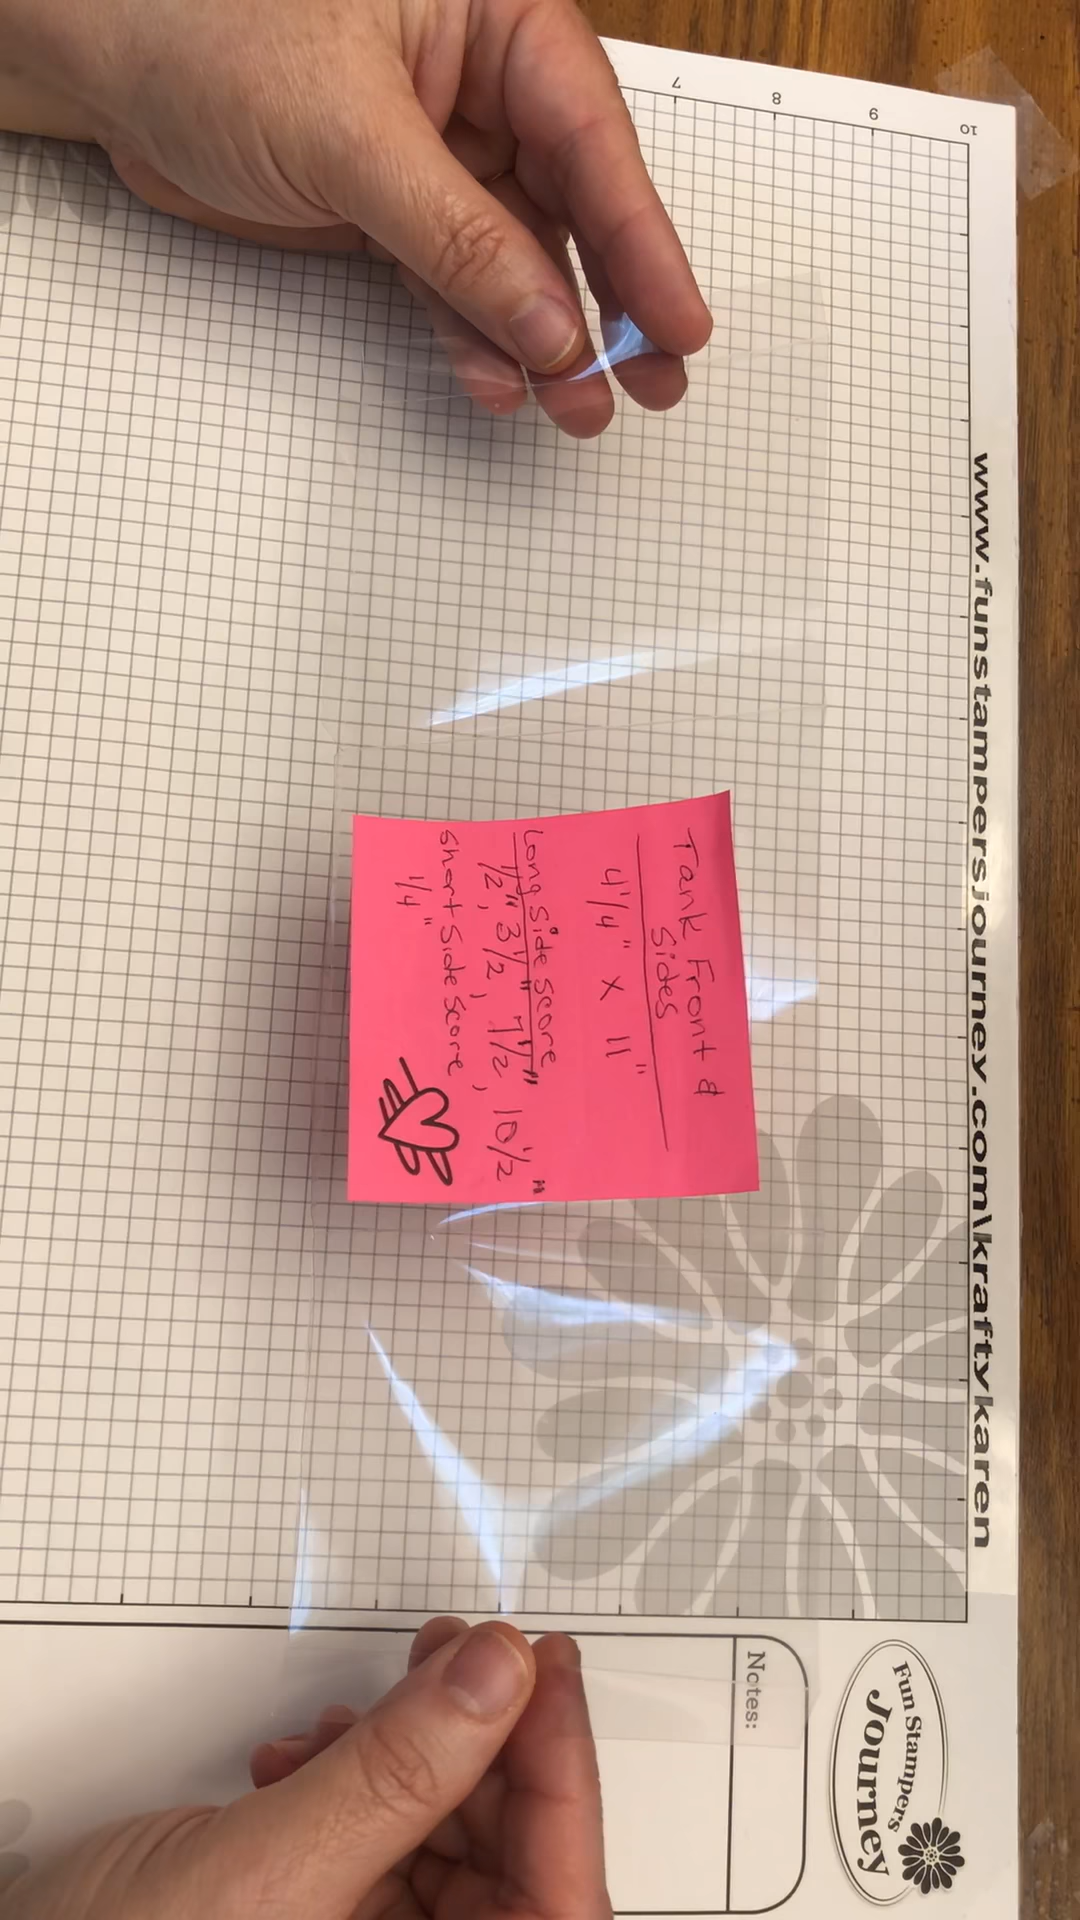 Tank Front &
Sides
4 1/4" x 11"
Long Side Score
1/2", 3 1/2", 7 1/2", 10 1/2"
Short Side Score
1/4"
www.funstampersjourney.com\kraftykaren
7
8
9
10
Notes:
Fun Stampers
Journey